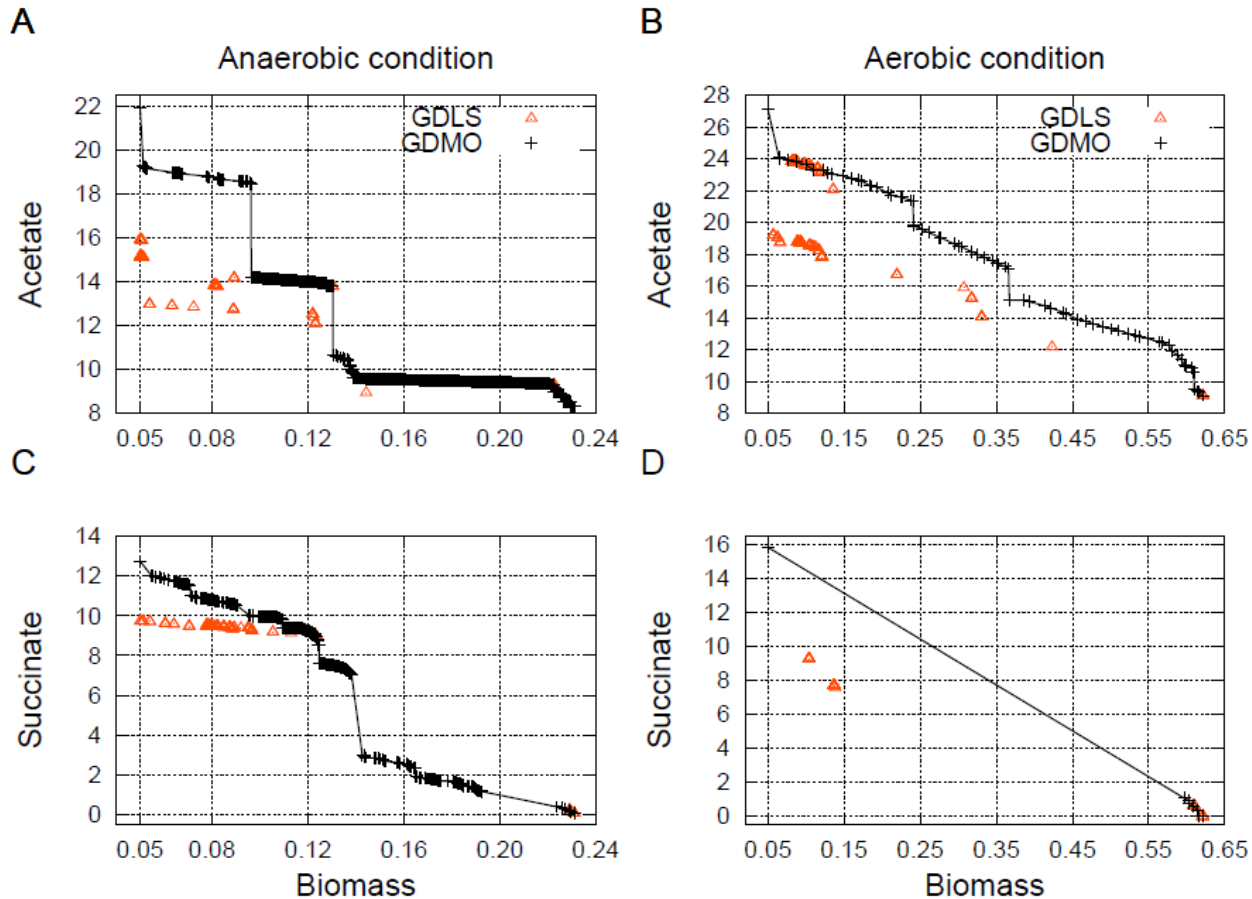 A
Anaerobic condition
22
20
18
16
14
12
10
8
Acetate
GDLS
GDMO
0.05 0.08 0.12 0.16 0.20 0.24
B
Aerobic condition
28
26
24
22
20
18
16
14
12
10
8
Acetate
GDLS
GDMO
0.05 0.15 0.25 0.35 0.45 0.55 0.65
C
14
12
10
8
6
4
2
0
Succinate
0.05 0.08 0.12 0.16 0.20 0.24
Biomass
D
16
14
12
10
8
6
4
2
0
Succinate
0.05 0.15 0.25 0.35 0.45 0.55 0.65
Biomass